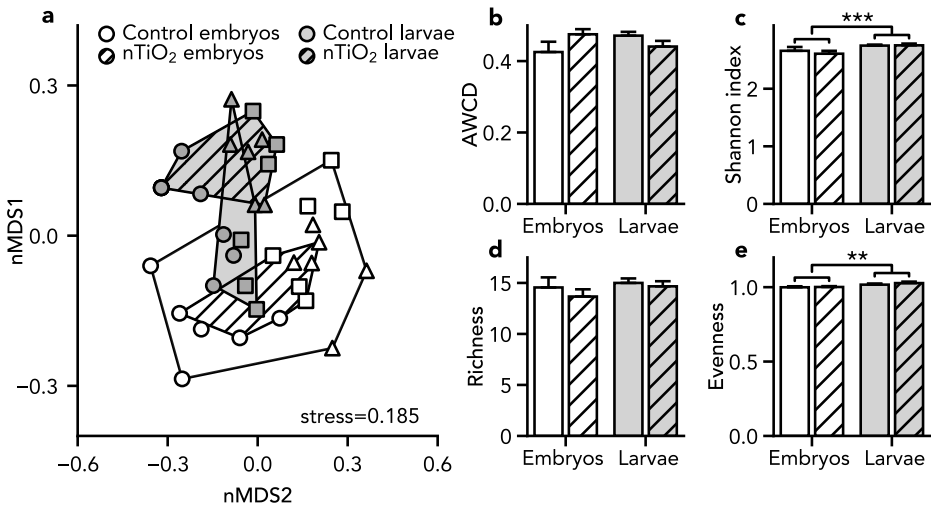 a
Control embryos
nTiO2 embryos
Control larvae
nTiO2 larvae
0.3
0.0
−0.3
nMDS1
stress=0.185
−0.6
−0.3
0.0
0.3
0.6
nMDS2
b
AWCD
0.4
0.2
0.0
Embryos
Larvae
c
***
Shannon index
2
1
0
Embryos
Larvae
d
Richness
15
10
5
0
Embryos
Larvae
e
**
Evenness
1.0
0.5
0.0
Embryos
Larvae